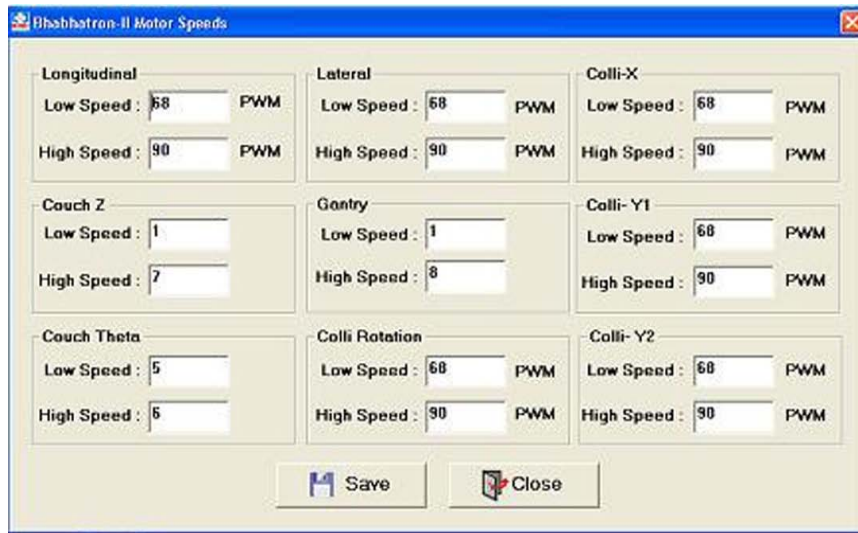 Bhabhatron-II Motor Speeds
Longitudinal
Low Speed : 68 PWM
High Speed : 90 PWM
Lateral
Low Speed : 68 PWM
High Speed : 90 PWM
Colli-X
Low Speed : 68 PWM
High Speed : 90 PWM
Couch Z
Low Speed : 1
High Speed : 7
Gantry
Low Speed : 1
High Speed : 8
Colli- Y1
Low Speed : 68 PWM
High Speed : 90 PWM
Couch Theta
Low Speed : 5
High Speed : 6
Colli Rotation
Low Speed : 68 PWM
High Speed : 90 PWM
Colli- Y2
Low Speed : 68 PWM
High Speed : 90 PWM
Save
Close